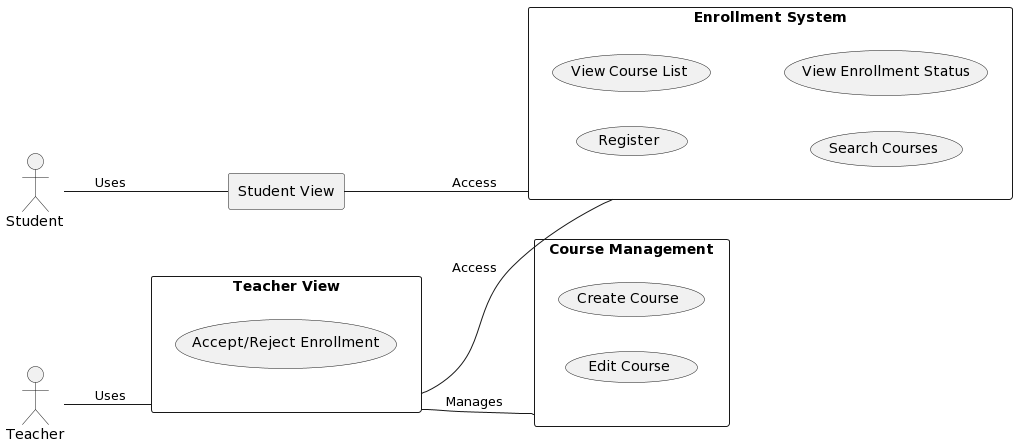 Enrollment System
View Course List
View Enrollment Status
Register
Search Courses
Student
Uses
Student View
Access
Access
Course Management
Create Course
Edit Course
Teacher View
Accept/Reject Enrollment
Teacher
Uses
Manages